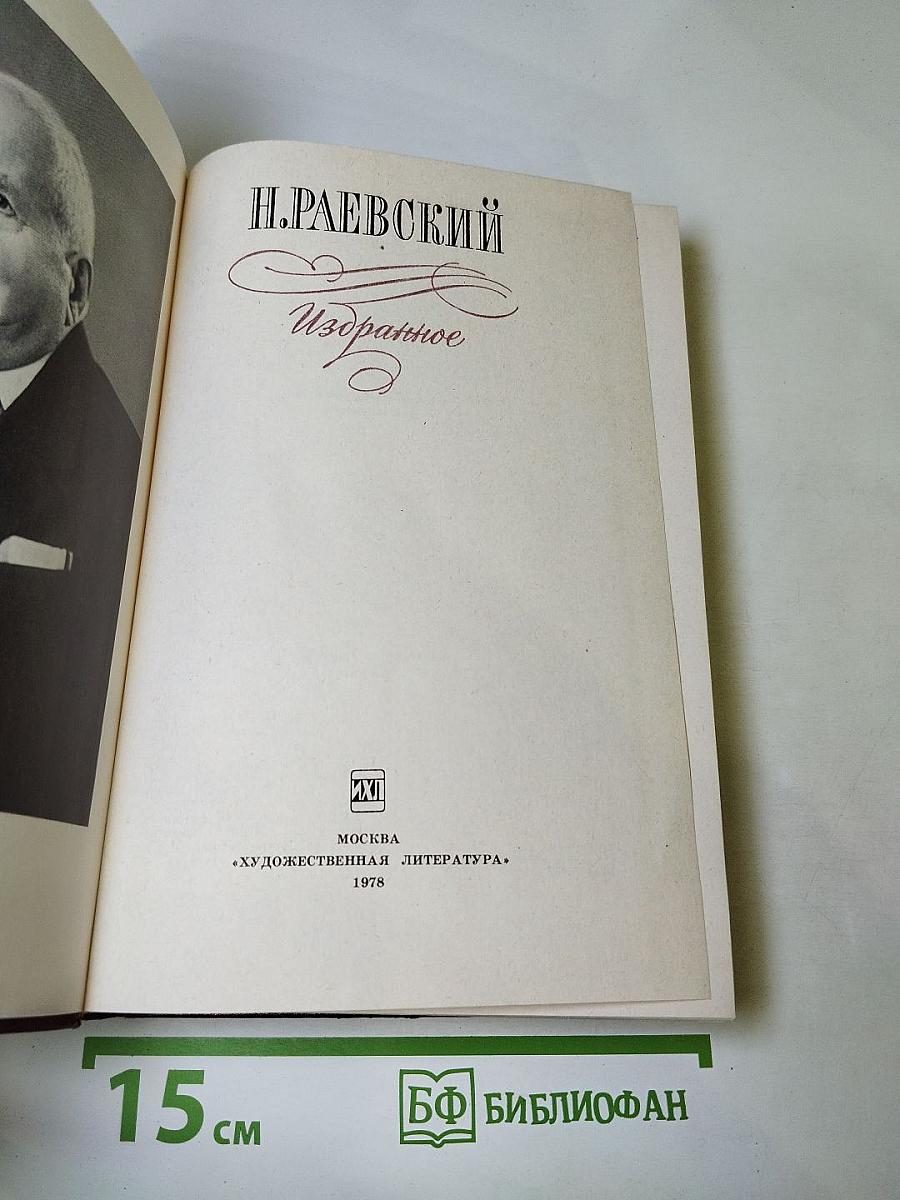 Н.РАЕВСКИЙ
Избранное
ИХЛ
МОСКВА
«ХУДОЖЕСТВЕННАЯ ЛИТЕРАТУРА»
1978
15 см
БФ БИБЛИОФАН